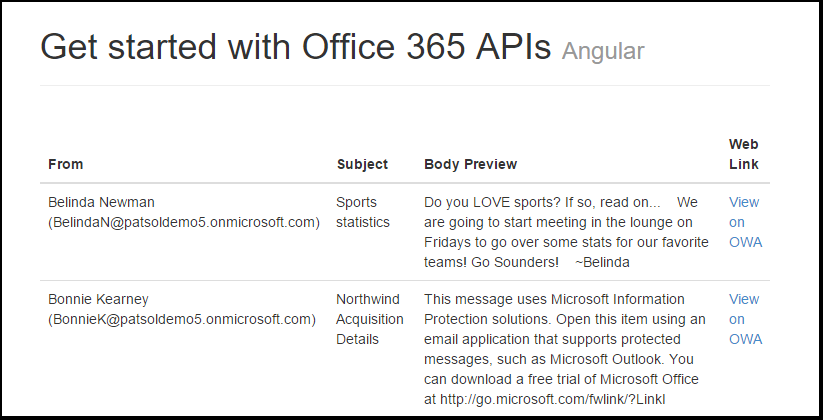 Get started with Office 365 APIs Angular
From Subject Body Preview Web Link
Belinda Newman
(BelindaN@patsoldemo5.onmicrosoft.com)
Sports
statistics
Do you LOVE sports? If so, read on... We
are going to start meeting in the lounge on
Fridays to go over some stats for our favorite
teams! Go Sounders! ~Belinda
View
on
OWA
Bonnie Kearney
(BonnieK@patsoldemo5.onmicrosoft.com)
Northwind
Acquisition
Details
This message uses Microsoft Information
Protection solutions. Open this item using an
email application that supports protected
messages, such as Microsoft Outlook. You
can download a free trial of Microsoft Office
at http://go.microsoft.com/fwlink/?LinkI
View
on
OWA